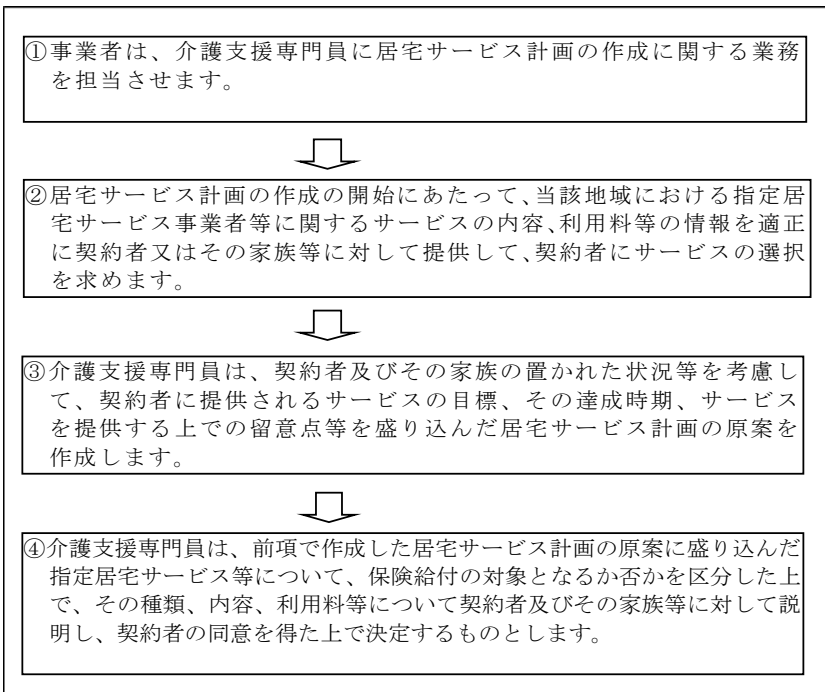 ①事業者は、介護支援専門員に居宅サービス計画の作成に関する業務
を担当させます。
②居宅サービス計画の作成の開始にあたって、当該地域における指定居
宅サービス事業者等に関するサービスの内容、利用料等の情報を適正
に契約者又はその家族等に対して提供して、契約者にサービスの選択
を求めます。
③介護支援専門員は、契約者及びその家族の置かれた状況等を考慮し
て、契約者に提供されるサービスの目標、その達成時期、サービス
を提供する上での留意点等を盛り込んだ居宅サービス計画の原案を
作成します。
④介護支援専門員は、前項で作成した居宅サービス計画の原案に盛り込んだ
指定居宅サービス等について、保険給付の対象となるか否かを区分した上
で、その種類、内容、利用料等について契約者及びその家族等に対して説
明し、契約者の同意を得た上で決定するものとします。